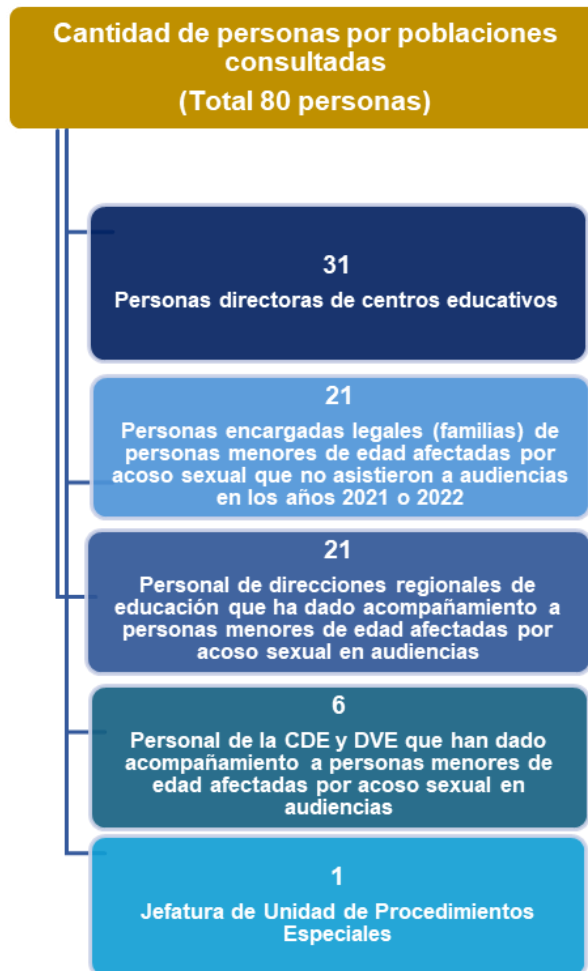 Cantidad de personas por poblaciones
consultadas
(Total 80 personas)
31
Personas directoras de centros educativos
21
Personas encargadas legales (familias) de
personas menores de edad afectadas por
acoso sexual que no asistieron a audiencias
en los años 2021 o 2022
21
Personal de direcciones regionales de
educación que ha dado acompañamiento a
personas menores de edad afectadas por
acoso sexual en audiencias
6
Personal de la CDE y DVE que han dado
acompañamiento a personas menores de
edad afectadas por acoso sexual en
audiencias
1
Jefatura de Unidad de Procedimientos
Especiales